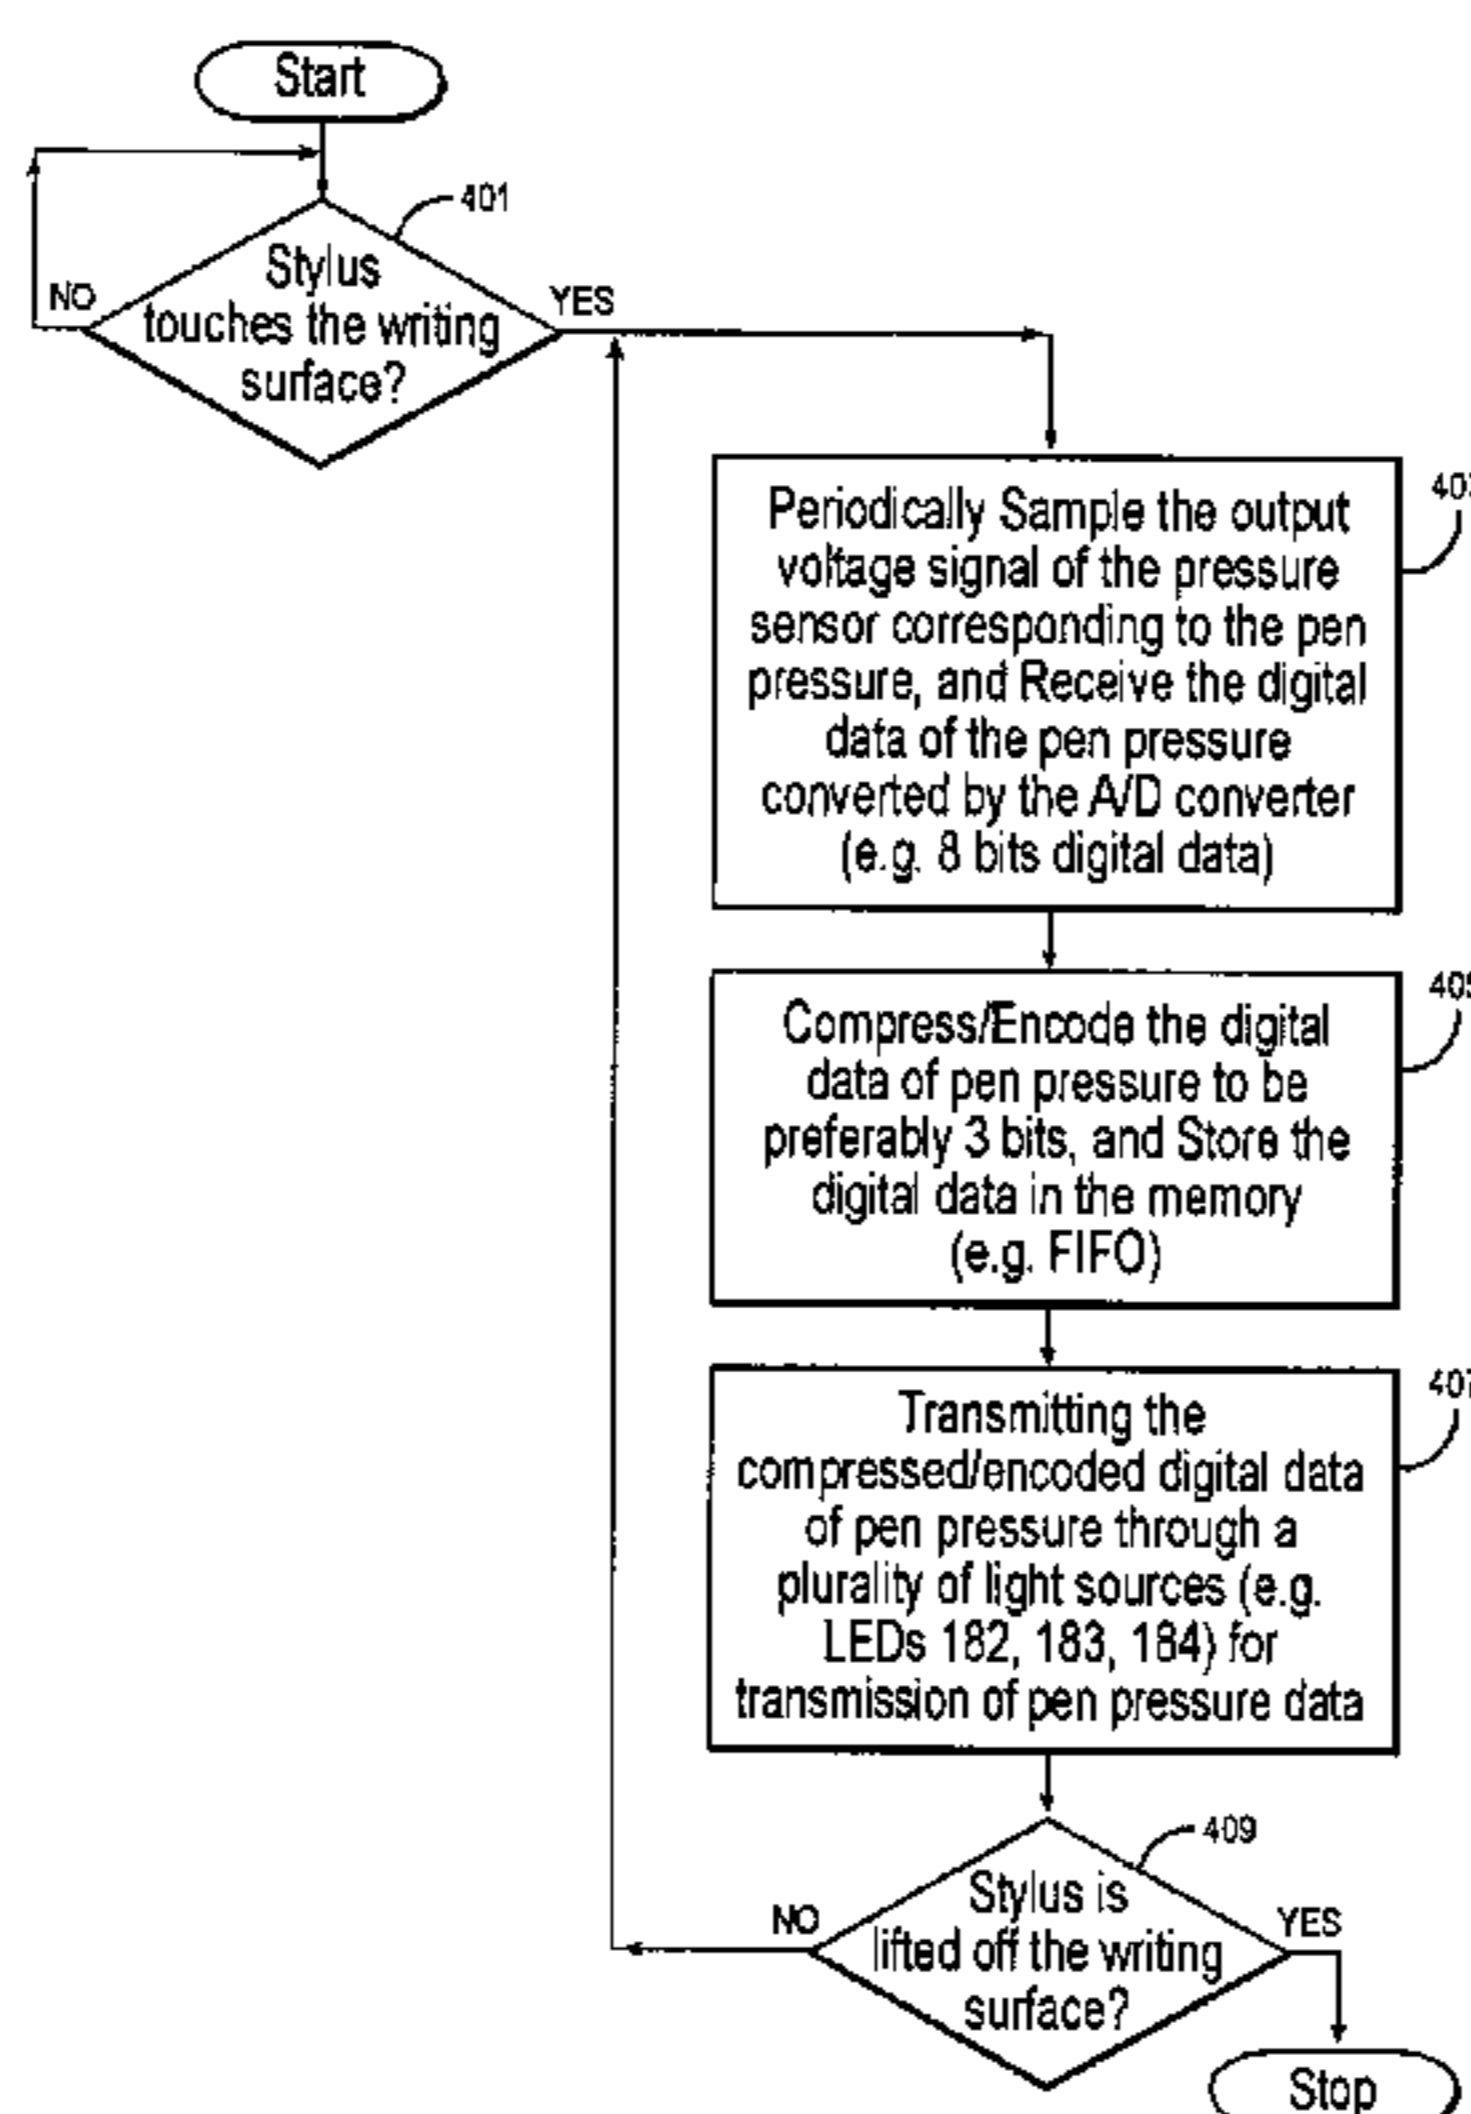 Start
401
Stylus
touches the writing
surface?
NO
YES
Periodically Sample the output
voltage signal of the pressure
sensor corresponding to the pen
pressure, and Receive the digital
data of the pen pressure
converted by the A/D converter
(e.g. 8 bits digital data)
Compress/Encode the digital
data of pen pressure to be
preferably 3 bits, and Store the
digital data in the memory
(e.g. FIFO)
Transmitting the
compressed/encoded digital data
of pen pressure through a
plurality of light sources (e.g.
LEDs 182, 183, 184) for
transmission of pen pressure data
407
409
Stylus is
lifted off the writing
surface?
NO
YES
Stop